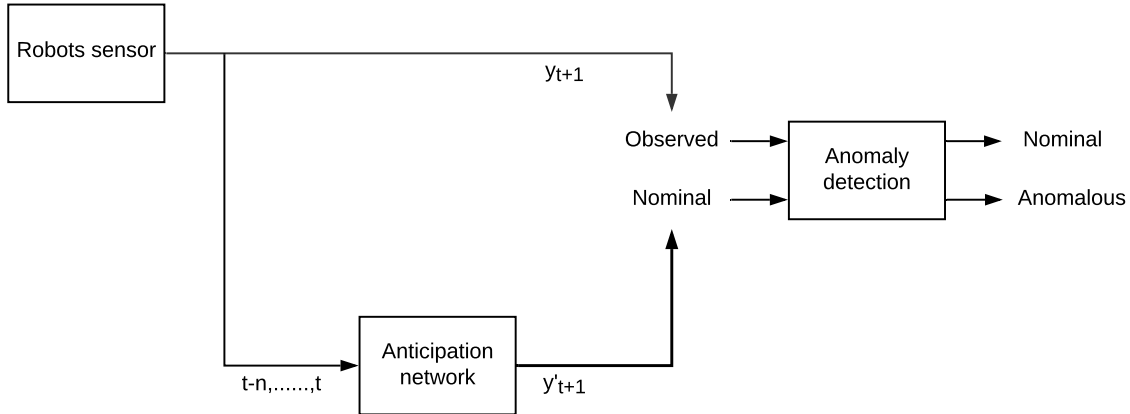 Robots sensor
yt+1
Observed
Anomaly
detection
Nominal
Nominal
Anomalous
Anticipation
network
t-n,......,t
y't+1